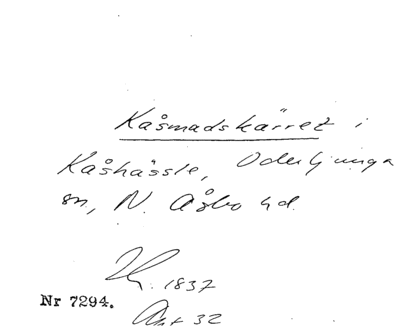 Kåsmadskärret i
Kåshässle, Oderljunga
sn, N. Åsbo hd.
1837
Nr 7294.
Akt 32